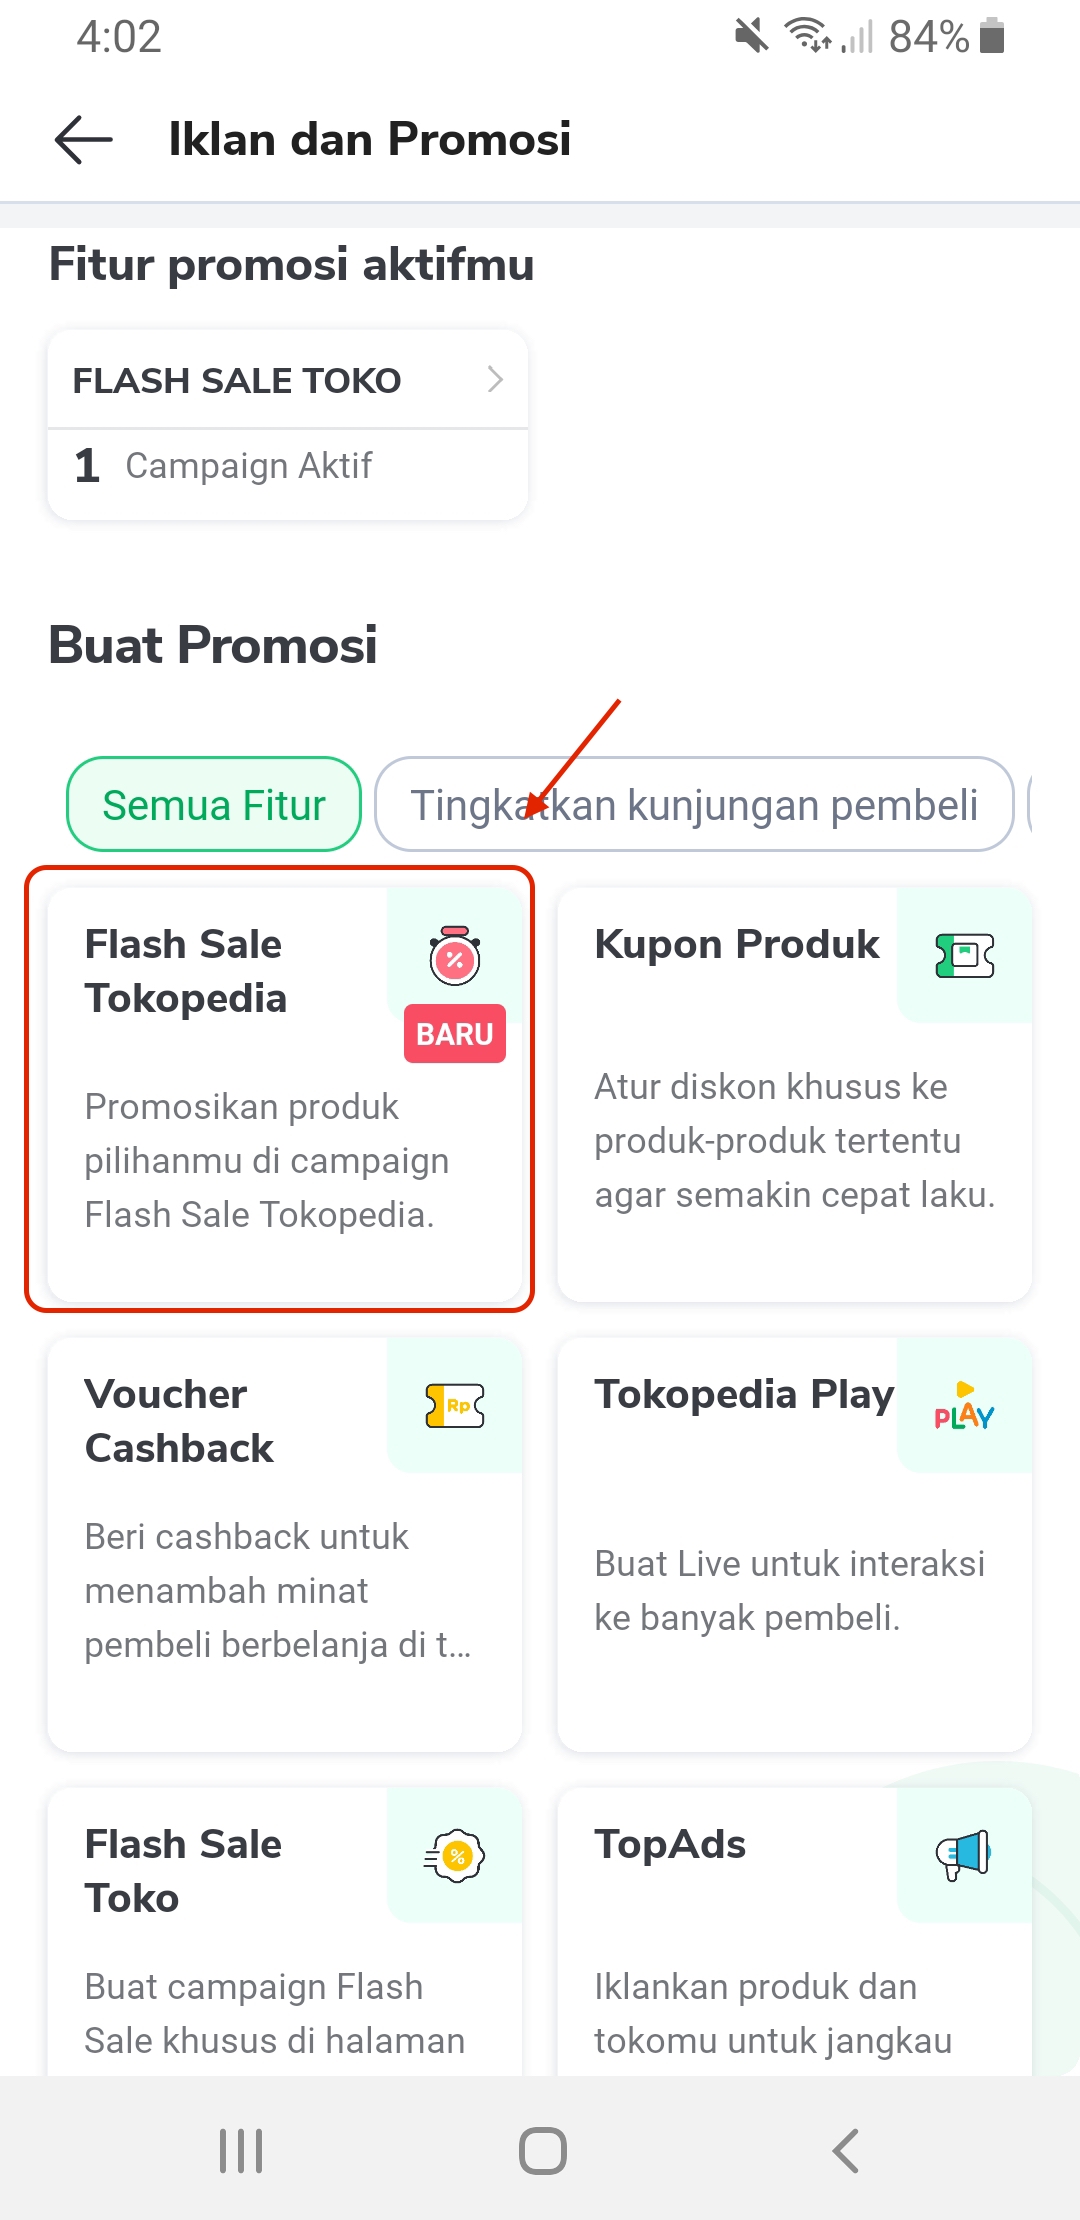 4:02
84%
Iklan dan Promosi
Fitur promosi aktifmu
FLASH SALE TOKO
1 Campaign Aktif
Buat Promosi
Semua Fitur
Tingkatkan kunjungan pembeli
Flash Sale
Tokopedia
%
BARU
Promosikan produk
pilihanmu di campaign
Flash Sale Tokopedia.
Kupon Produk
Atur diskon khusus ke
produk-produk tertentu
agar semakin cepat laku.
Voucher
Cashback
Rp
Beri cashback untuk
menambah minat
pembeli berbelanja di t...
Tokopedia Play
PLAY
Buat Live untuk interaksi
ke banyak pembeli.
Flash Sale
Toko
%
Buat campaign Flash
Sale khusus di halaman
TopAds
Iklankan produk dan
tokomu untuk jangkau